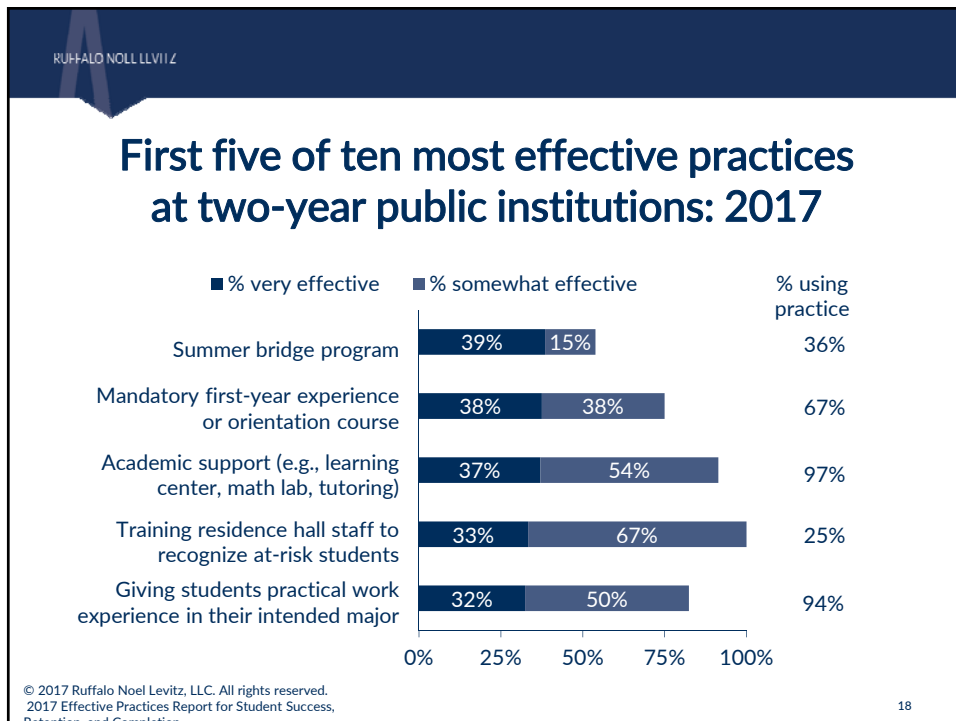 RUFFALO NOEL LEVITZ
First five of ten most effective practices
at two-year public institutions: 2017
% very effective
% somewhat effective
% using
practice
Summer bridge program
39%
15%
36%
Mandatory first-year experience
or orientation course
38%
38%
67%
Academic support (e.g., learning
center, math lab, tutoring)
37%
54%
97%
Training residence hall staff to
recognize at-risk students
33%
67%
25%
Giving students practical work
experience in their intended major
32%
50%
94%
0%
25%
50%
75%
100%
© 2017 Ruffalo Noel Levitz, LLC. All rights reserved.
2017 Effective Practices Report for Student Success,
Retention, and Completion
18